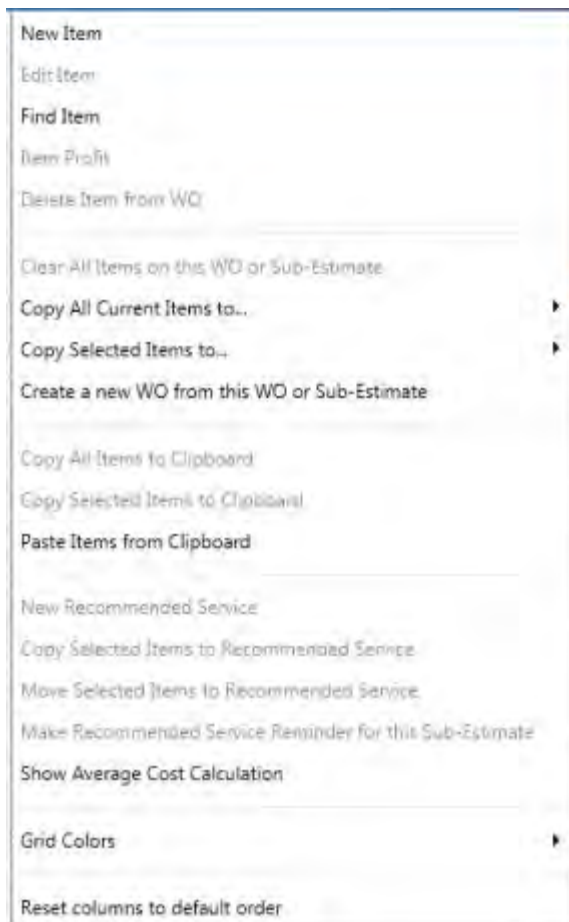 New Item
Edit Item
Find Item
Item Profit
Delete Item from WO
Clear All Items on this WO or Sub-Estimate
Copy All Current Items to...
Copy Selected Items to...
Create a new WO from this WO or Sub-Estimate
Copy All Items to Clipboard
Copy Selected Items to Clipboard
Paste Items from Clipboard
New Recommended Service
Copy Selected Items to Recommended Service
Move Selected Items to Recommended Service
Make Recommended Service Reminder for this Sub-Estimate
Show Average Cost Calculation
Grid Colors
Reset columns to default order